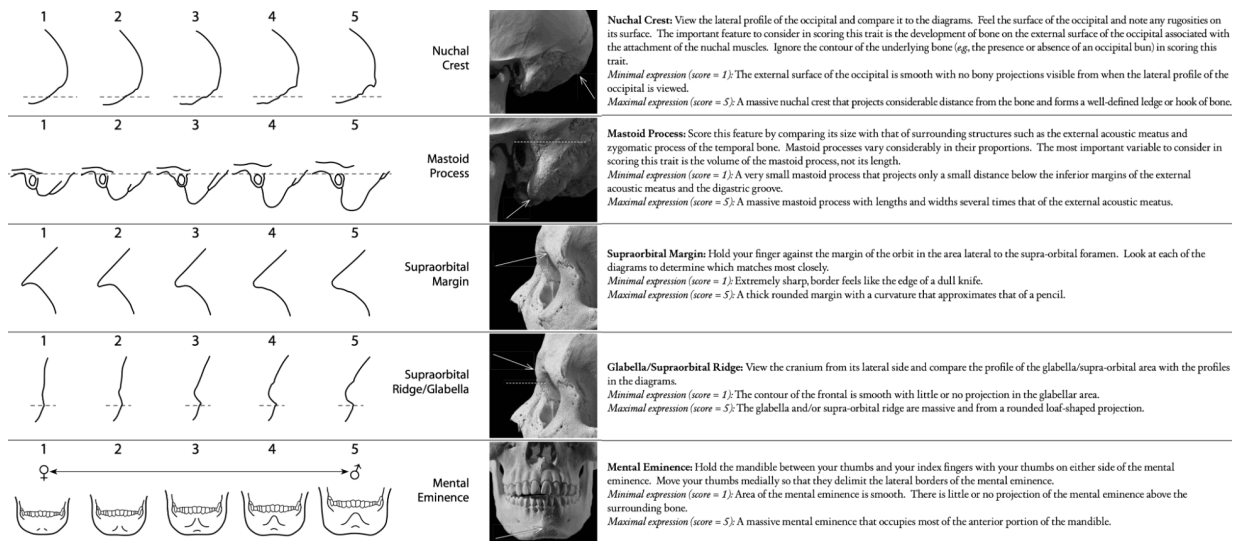 1 2 3 4 5
Nuchal
Crest
Nuchal Crest: View the lateral profile of the occipital and compare it to the diagrams. Feel the surface of the occipital and note any rugosities on
its surface. The important feature to consider in scoring this trait is the development of bone on the external surface of the occipital associated with
the attachment of the nuchal muscles. Ignore the contour of the underlying bone (e.g, the presence or absence of an occipital bun) in scoring this
trait.
Minimal expression (score = 1): The external surface of the occipital is smooth with no bony projections visible from when the lateral profile of the
occipital is viewed.
Maximal expression (score = 5): A massive nuchal crest that projects considerable distance from the bone and forms a well-defined ledge or hook of bone.
1 2 3 4 5
Mastoid
Process
Mastoid Process: Score this feature by comparing its size with that of surrounding structures such as the external acoustic meatus and
zygomatic process of the temporal bone. Mastoid processes vary considerably in their proportions. The most important variable to consider in
scoring this trait is the volume of the mastoid process, not its length.
Minimal expression (score = 1): A very small mastoid process that projects only a small distance below the inferior margins of the external
acoustic meatus and the digastric groove.
Maximal expression (score = 5): A massive mastoid process with lengths and widths several times that of the external acoustic meatus.
1 2 3 4 5
Supraorbital
Margin
Supraorbital Margin: Hold your finger against the margin of the orbit in the area lateral to the supra-orbital foramen. Look at each of the
diagrams to determine which matches most closely.
Minimal expression (score = 1): Extremely sharp, border feels like the edge of a dull knife.
Maximal expression (score = 5): A thick rounded margin with a curvature that approximates that of a pencil.
1 2 3 4 5
Supraorbital
Ridge/Glabella
Glabella/Supraorbital Ridge: View the cranium from its lateral side and compare the profile of the glabella/supra-orbital area with the profiles
in the diagrams.
Minimal expression (score = 1): The contour of the frontal is smooth with little or no projection in the glabellar area.
Maximal expression (score = 5): The glabella and/or supra-orbital ridge are massive and from a rounded loaf-shaped projection.
1 2 3 4 5
♀ ♂
Mental
Eminence
Mental Eminence: Hold the mandible between your thumbs and your index fingers with your thumbs on either side of the mental
eminence. Move your thumbs medially so that they delimit the lateral borders of the mental eminence.
Minimal expression (score = 1): Area of the mental eminence is smooth. There is little or no projection of the mental eminence above the
surrounding bone.
Maximal expression (score = 5): A massive mental eminence that occupies most of the anterior portion of the mandible.